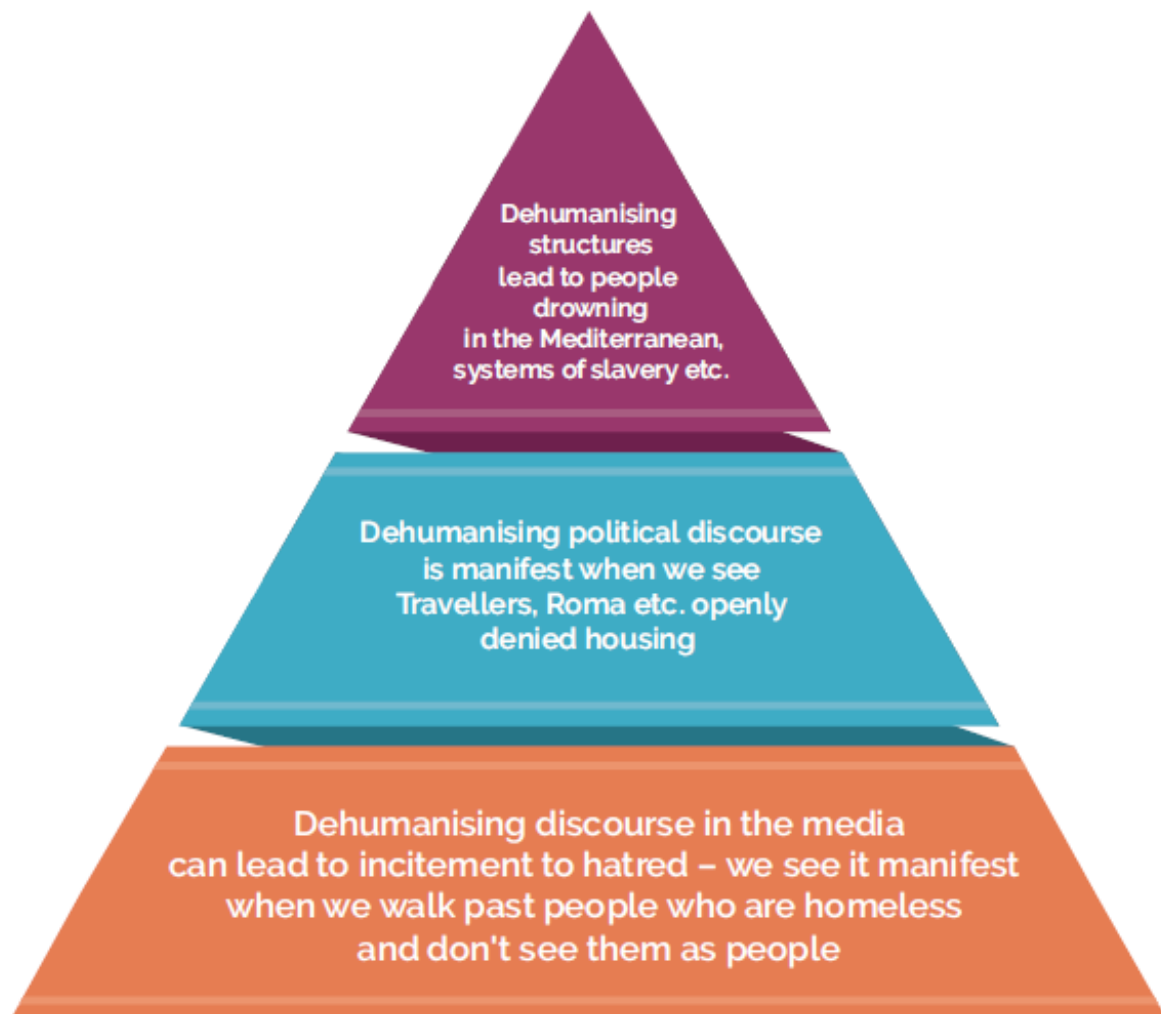 Dehumanising
structures
lead to people
drowning
in the Mediterranean,
systems of slavery etc.
Dehumanising political discourse
is manifest when we see
Travellers, Roma etc. openly
denied housing
Dehumanising discourse in the media
can lead to incitement to hatred – we see it manifest
when we walk past people who are homeless
and don't see them as people